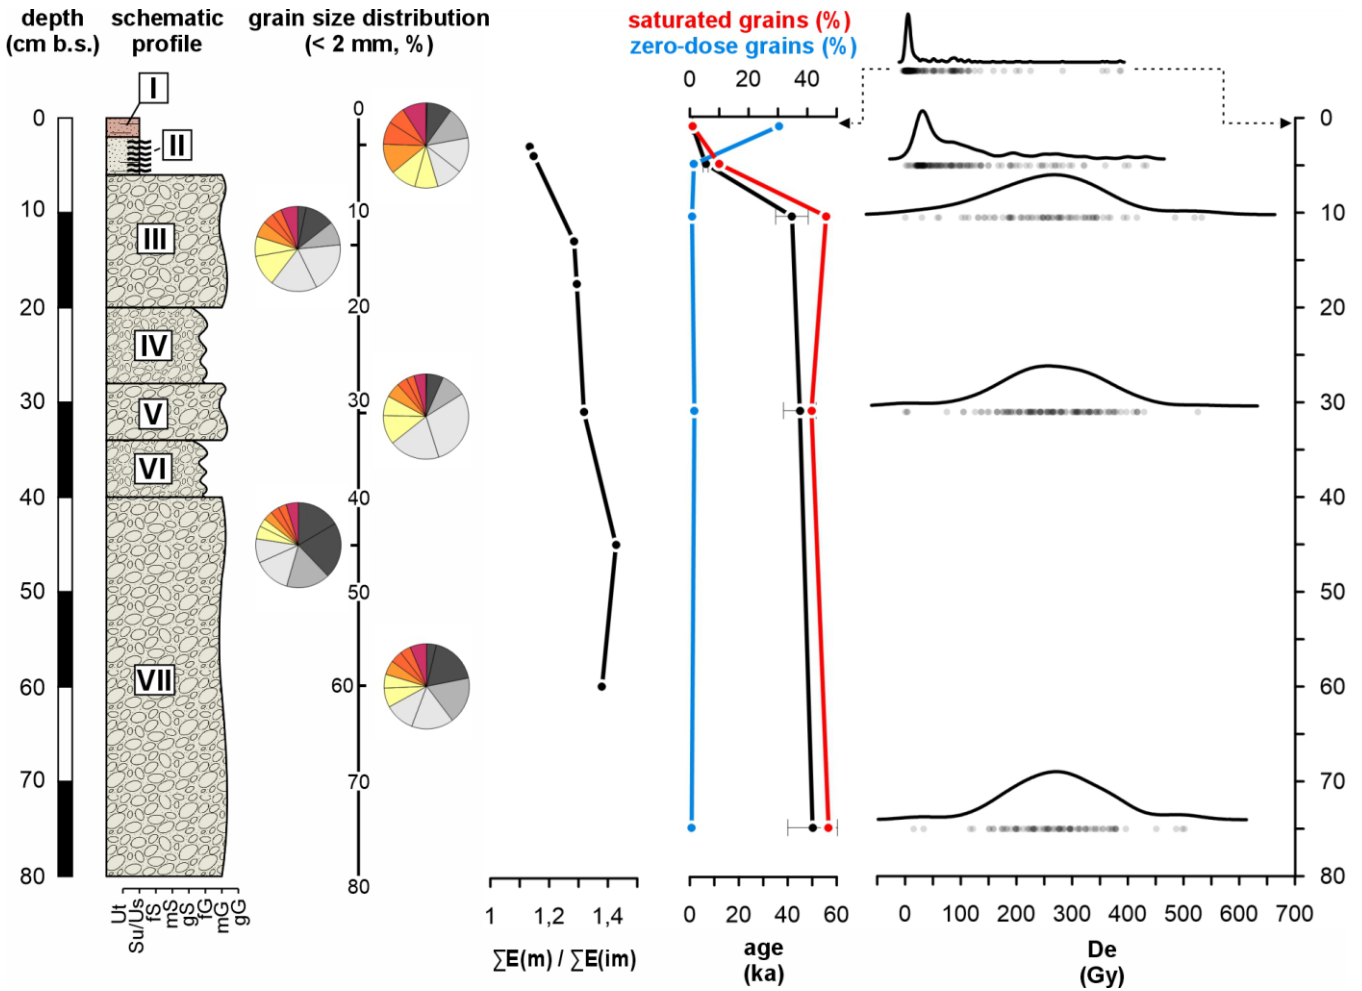 depth
(cm b.s.)
schematic
profile
grain size distribution
(< 2 mm, %)
saturated grains (%)
zero-dose grains (%)
0 20 40 60
0
10
20
30
40
50
60
70
80
I
II
III
IV
V
VI
VII
Ut
Su/Us
fS
mS
gS
fG
mG
gG
0
10
20
30
40
50
60
70
80
1 1,2 1,4
∑E(m) / ∑E(im)
0 20 40 60
age
(ka)
0 100 200 300 400 500 600 700
De
(Gy)
0
10
20
30
40
50
60
70
80